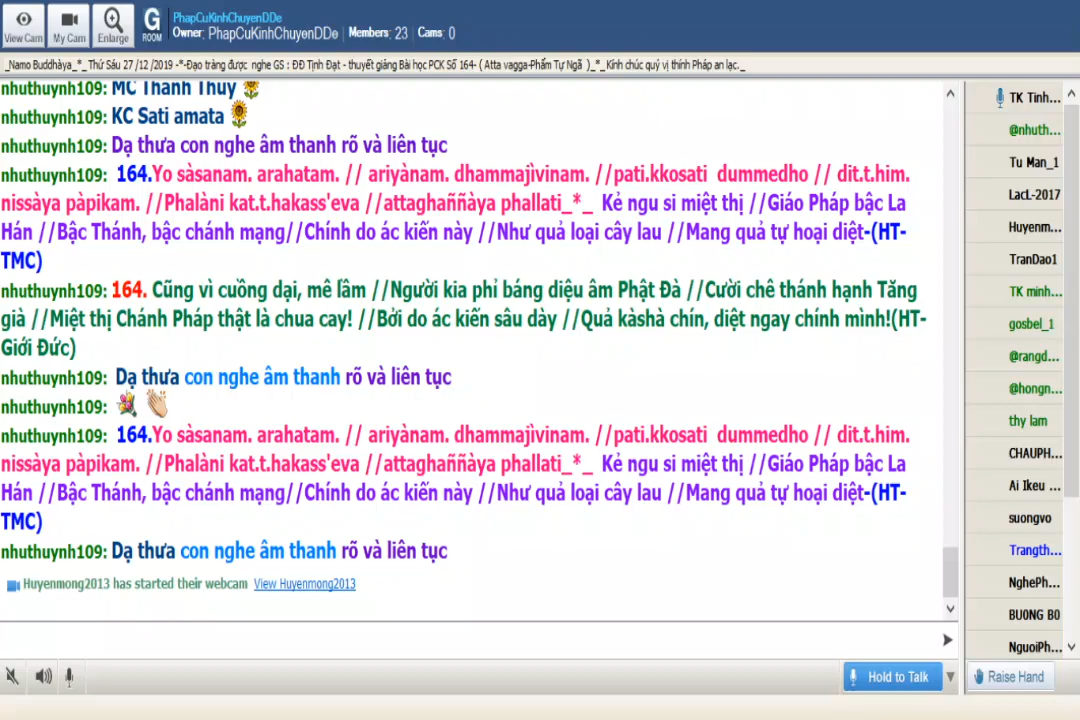 PhapCuKinhChuyenDDe
Owner: PhapCuKinhChuyenDDe Members: 23 Cams: 0
View Cam My Cam Enlarge G ROOM
_Namo Buddhàya_*_ Thứ Sáu 27 /12 /2019 -*-Đạo tràng được nghe GS : ĐĐ Tịnh Đạt - thuyết giảng Bài học PCK Số 164- ( Atta vagga-Phẩm Tự Ngã )_*_Kính chúc quý vị thính Pháp an lạc._
nhuthuynh109: MC Thanh Thuy
nhuthuynh109: KC Sati amata
nhuthuynh109: Dạ thưa con nghe âm thanh rõ và liên tục
nhuthuynh109: 164.Yo sàsanam. arahatam. // ariyànam. dhammajìvinam. //pati.kkosati dummedho // dit.t.him.
nissàya pàpikam. //Phalàni kat.t.hakass'eva //attaghaññàya phallati_*_ Kẻ ngu si miệt thị //Giáo Pháp bậc La
Hán //Bậc Thánh, bậc chánh mạng//Chính do ác kiến này //Như quả loại cây lau //Mang quả tự hoại diệt-(HT-
TMC)
nhuthuynh109: 164. Cũng vì cuồng dại, mê lầm //Người kia phỉ báng diệu âm Phật Đà //Cười chê thánh hạnh Tăng
già //Miệt thị Chánh Pháp thật là chua cay! //Bởi do ác kiến sâu dày //Quả kàshà chín, diệt ngay chính mình!(HT-
Giới Đức)
nhuthuynh109: Dạ thưa con nghe âm thanh rõ và liên tục
nhuthuynh109:
nhuthuynh109: 164.Yo sàsanam. arahatam. // ariyànam. dhammajìvinam. //pati.kkosati dummedho // dit.t.him.
nissàya pàpikam. //Phalàni kat.t.hakass'eva //attaghaññàya phallati_*_ Kẻ ngu si miệt thị //Giáo Pháp bậc La
Hán //Bậc Thánh, bậc chánh mạng//Chính do ác kiến này //Như quả loại cây lau //Mang quả tự hoại diệt-(HT-
TMC)
nhuthuynh109: Dạ thưa con nghe âm thanh rõ và liên tục
Huyenmong2013 has started their webcam View Huyenmong2013
TK Tinh...
@nhuth...
Tu Man_1
LacL-2017
Huyenm...
TranDao1
TK minh...
gosbel_1
@rangd...
@hongn...
thy lam
CHAUPH...
Ai Ikeu ...
suongvo
Trangth...
NghePh...
BUONG BO
NguoiPh...
Hold to Talk
Raise Hand